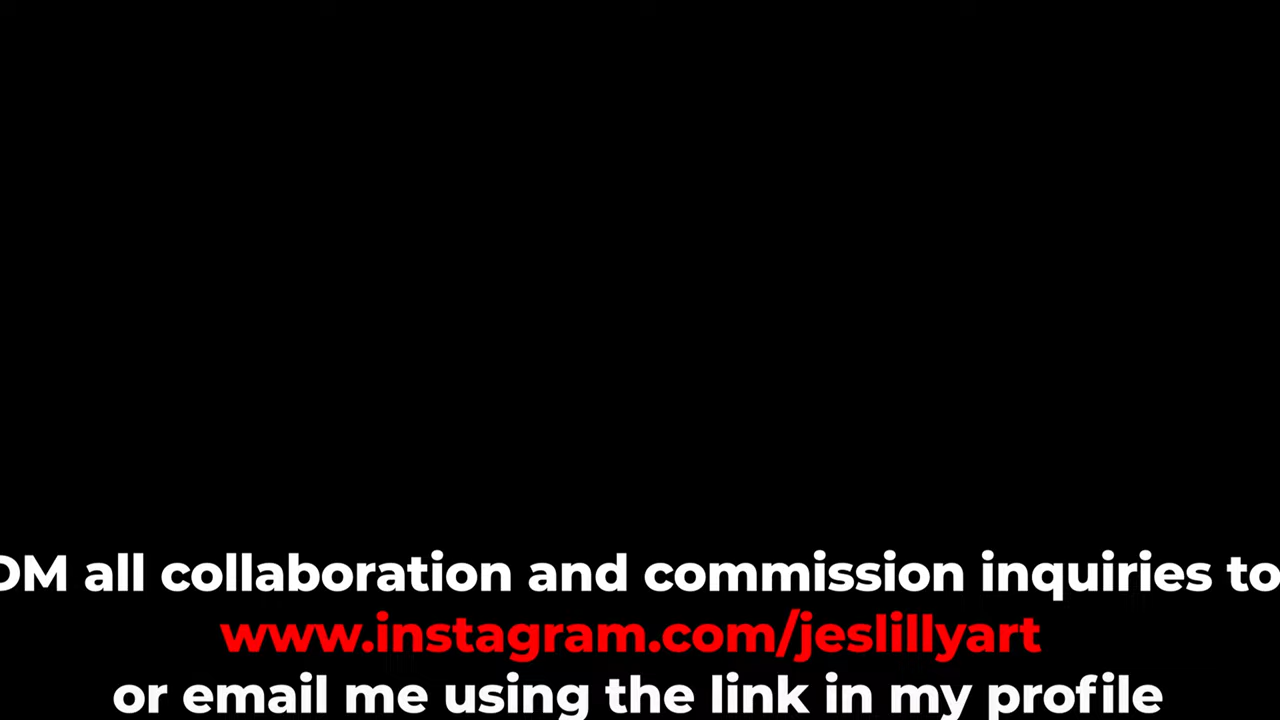 DM all collaboration and commission inquiries to
www.instagram.com/jeslillyart
or email me using the link in my profile